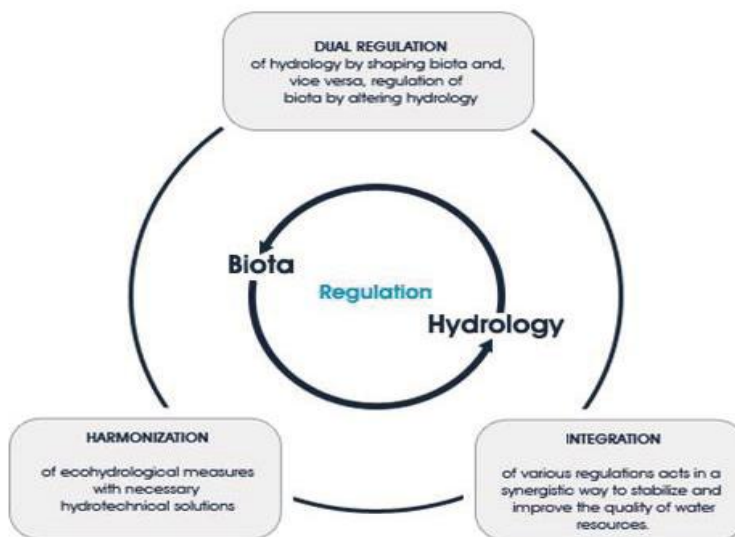 DUAL REGULATION
of hydrology by shaping biota and,
vice versa, regulation of
biota by altering hydrology
Biota
Regulation
Hydrology
HARMONIZATION
of ecohydrological measures
with necessary
hydrotechnical solutions
INTEGRATION
of various regulations acts in a
synergistic way to stabilize and
improve the quality of water
resources.